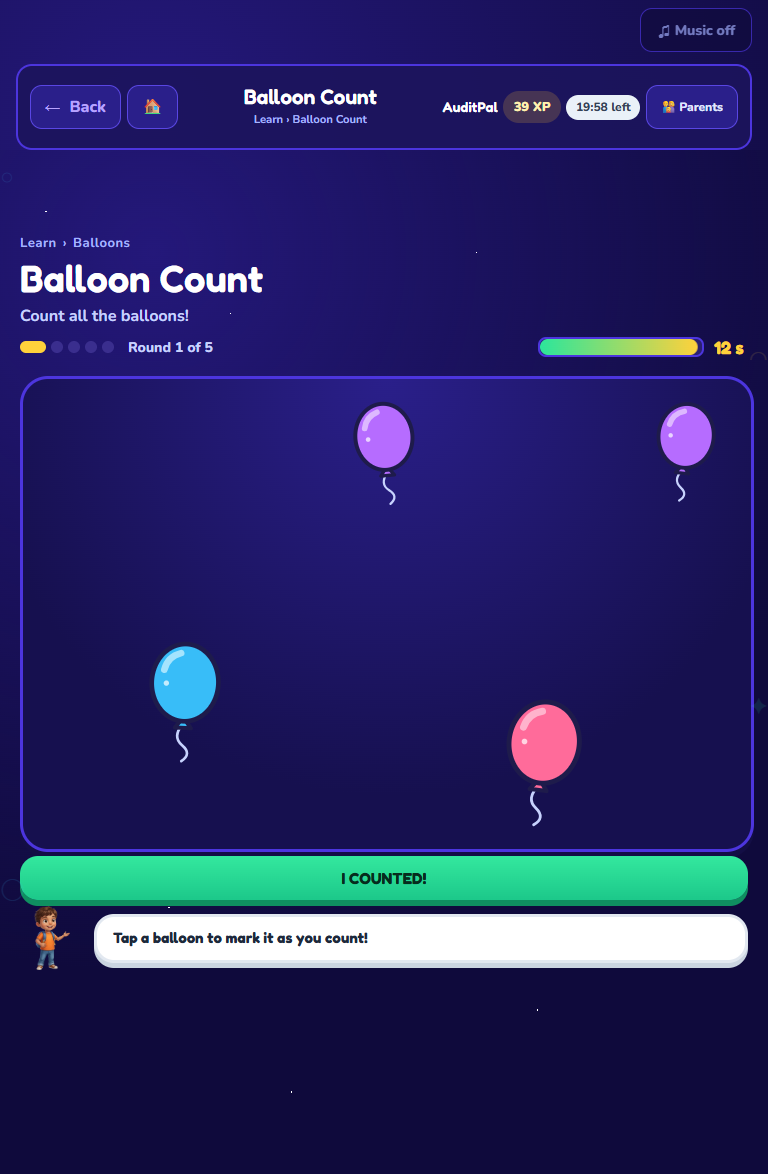 ♫ Music off
← Back
Balloon Count
Learn › Balloon Count
AuditPal
39 XP
19:58 left
Parents
Learn › Balloons
Balloon Count
Count all the balloons!
Round 1 of 5
12 s
I COUNTED!
Tap a balloon to mark it as you count!